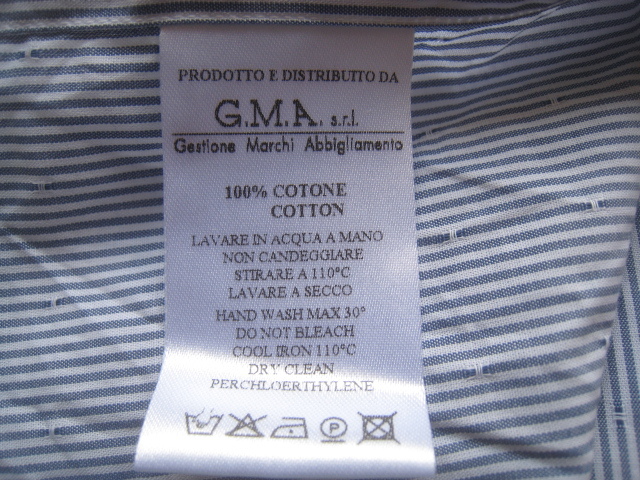 PRODOTTO E DISTRIBUITO DA
G.M.A. s.r.l.
Gestione Marchi Abbigliamento
100% COTONE
COTTON
LAVARE IN ACQUA A MANO
NON CANDEGGIARE
STIRARE A 110°C
LAVARE A SECCO
HAND WASH MAX 30°
DO NOT BLEACH
COOL IRON 110°C
DRY CLEAN
PERCHLOERTHYLENE
P